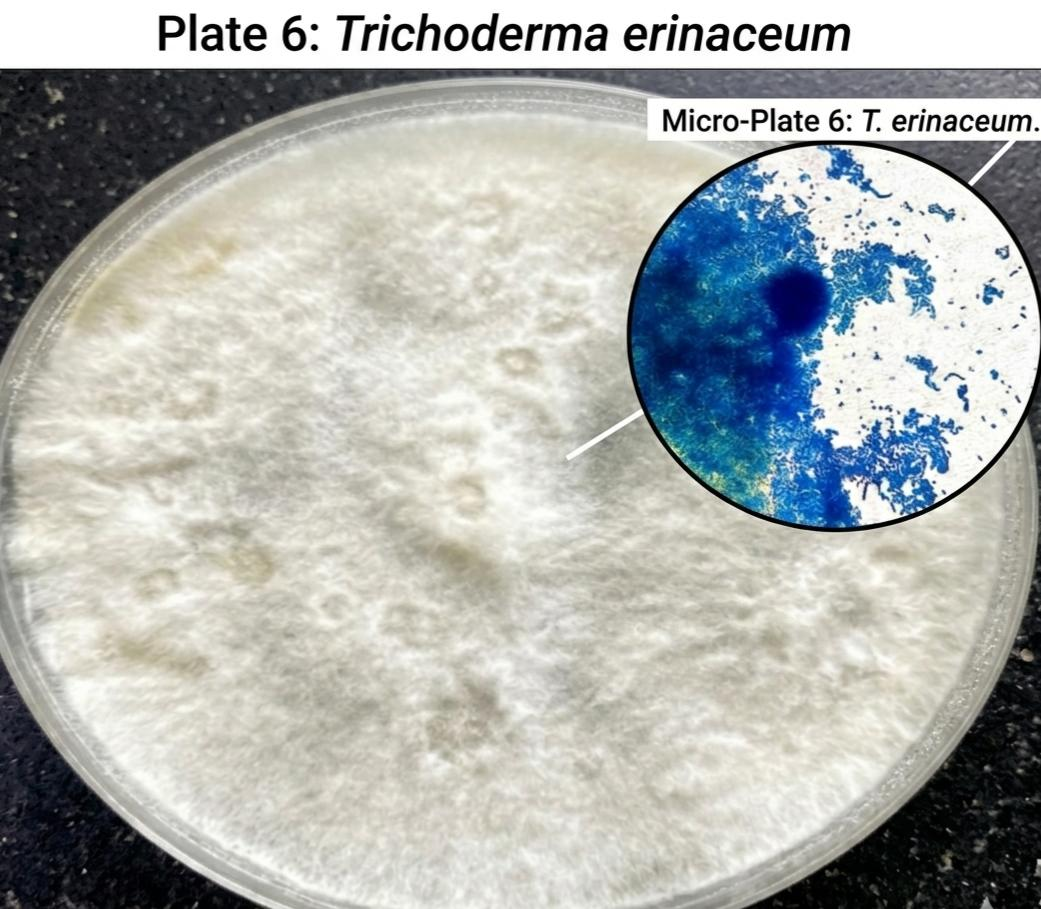 Plate 6: Trichoderma erinaceum
Micro-Plate 6: T. erinaceum.